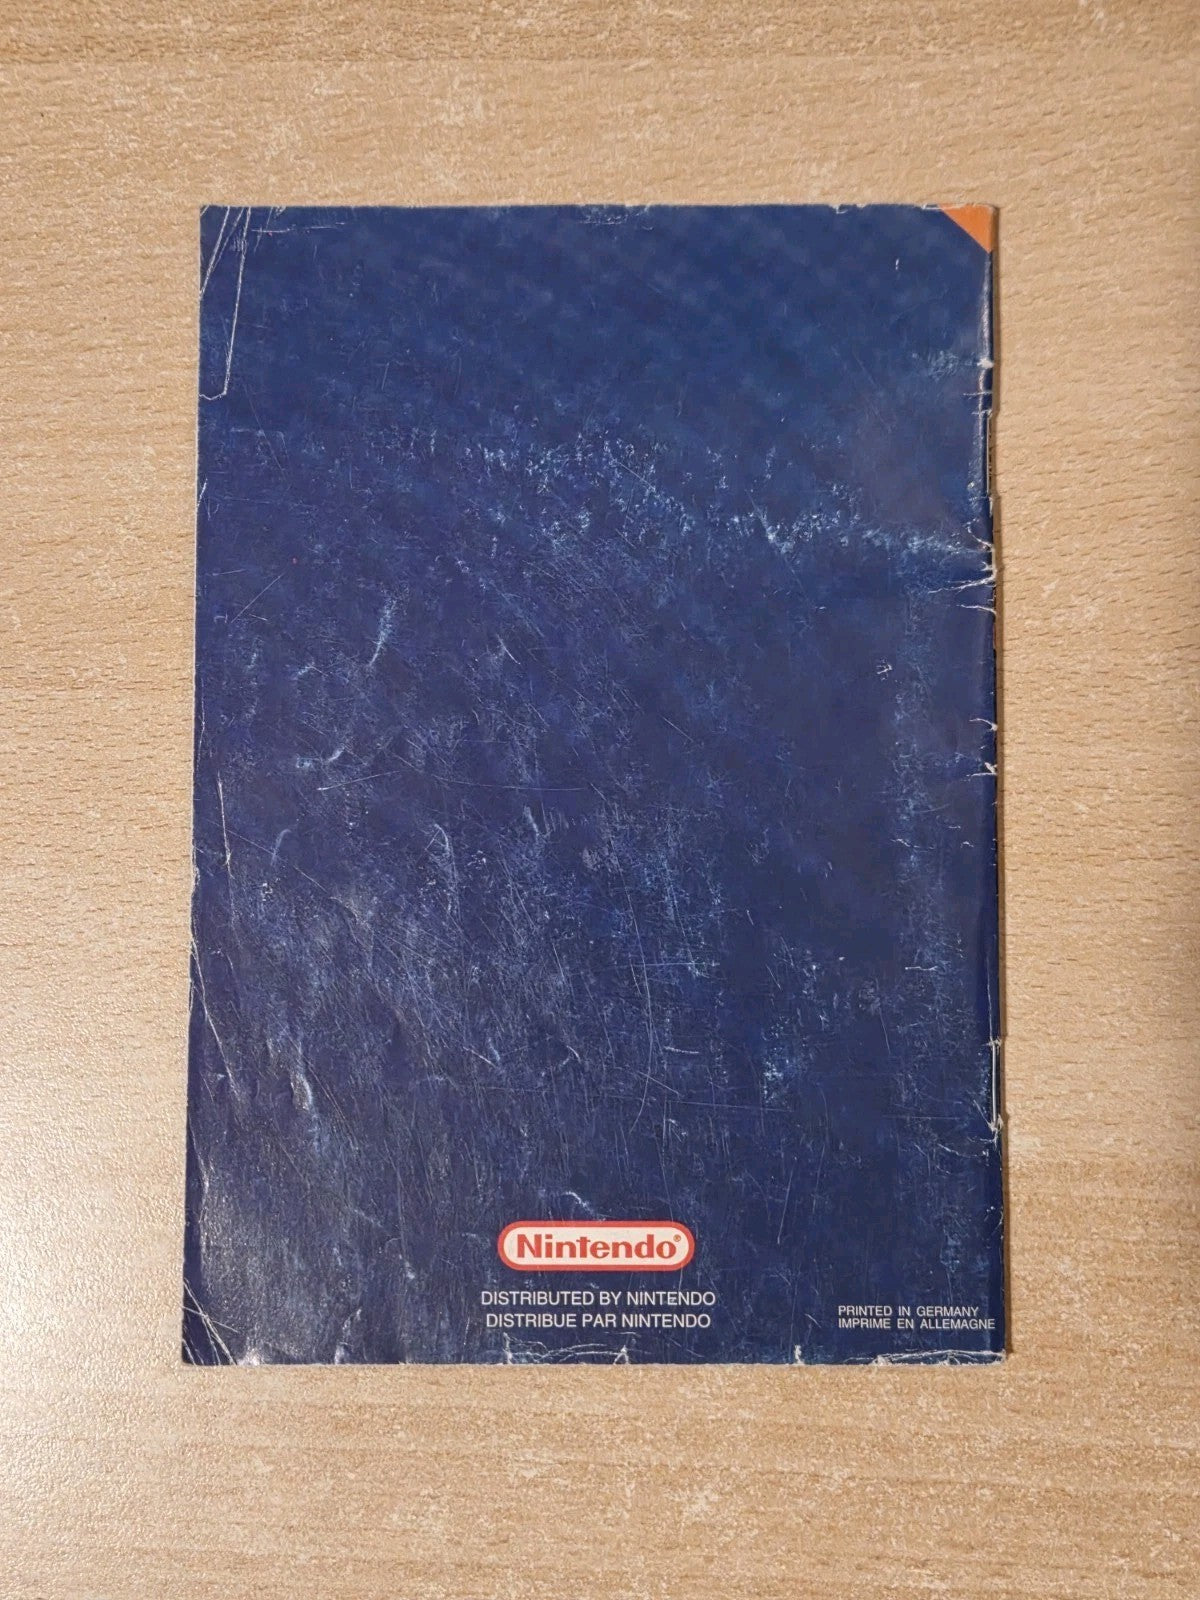 Nintendo®
DISTRIBUTED BY NINTENDO
DISTRIBUE PAR NINTENDO
PRINTED IN GERMANY
IMPRIME EN ALLEMAGNE